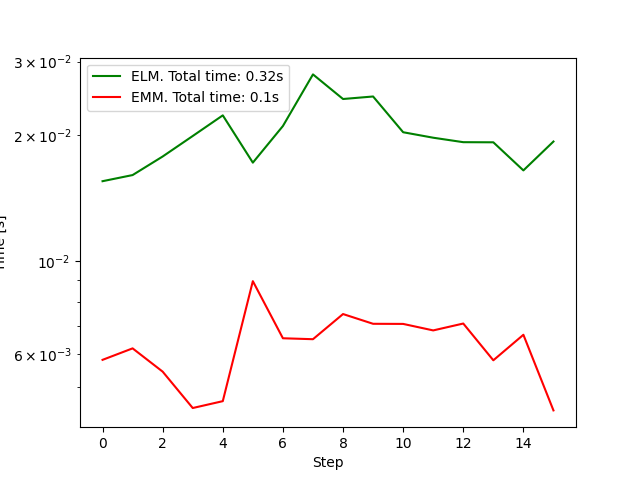 ELM. Total time: 0.32s
EMM. Total time: 0.1s
3 × 10⁻²
2 × 10⁻²
10⁻²
6 × 10⁻³
0 2 4 6 8 10 12 14
Step